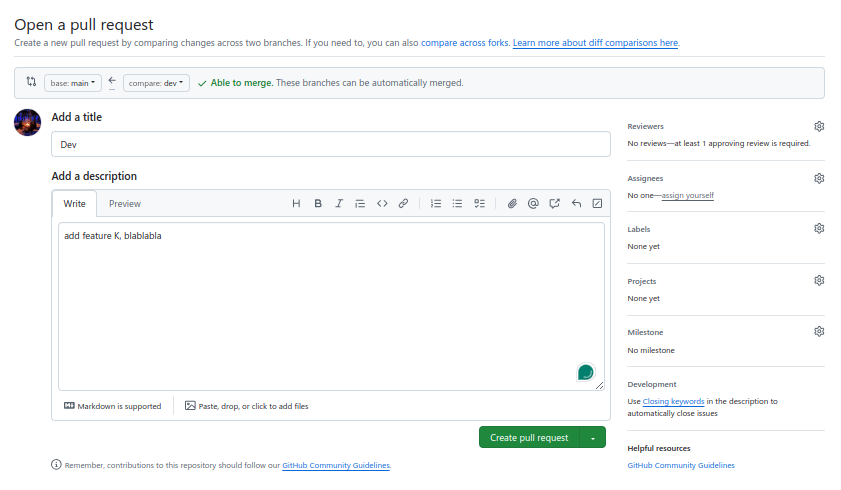 Open a pull request
Create a new pull request by comparing changes across two branches. If you need to, you can also compare across forks. Learn more about diff comparisons here.
base: main
compare: dev
Able to merge. These branches can be automatically merged.
Add a title
Dev
Add a description
Write
Preview
add feature K, blablabla
Markdown is supported
Paste, drop, or click to add files
Create pull request
Remember, contributions to this repository should follow our GitHub Community Guidelines.
Reviewers
No reviews—at least 1 approving review is required.
Assignees
No one—assign yourself
Labels
None yet
Projects
None yet
Milestone
No milestone
Development
Use Closing keywords in the description to
automatically close issues
Helpful resources
GitHub Community Guidelines